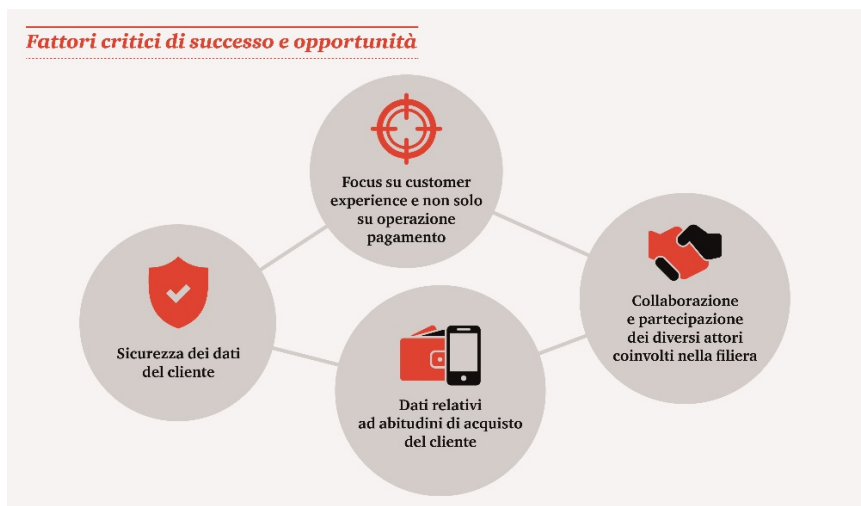 Fattori critici di successo e opportunità
Focus su customer
experience e non solo
su operazione
pagamento
Sicurezza dei dati
del cliente
Dati relativi
ad abitudini di acquisto
del cliente
Collaborazione
e partecipazione
dei diversi attori
coinvolti nella filiera